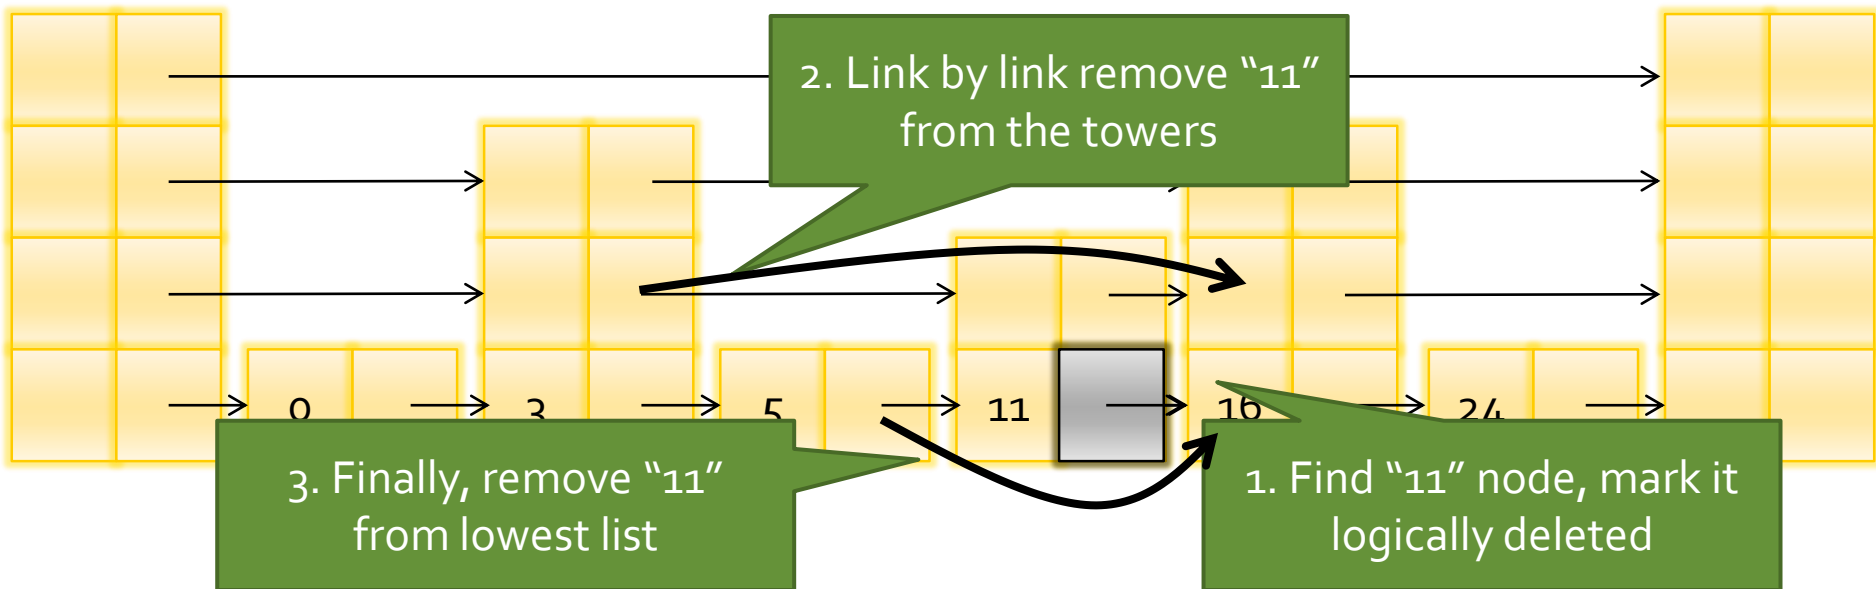 2. Link by link remove “11”
from the towers
0
3
5
11
16
24
3. Finally, remove “11”
from lowest list
1. Find “11” node, mark it
logically deleted